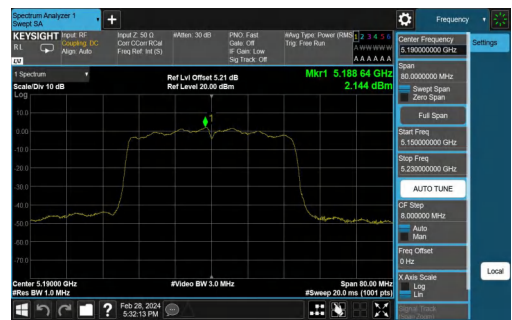 Spectrum Analyzer 1
Swept SA
Frequency
KEYSIGHT
Input: RF
Coupling: DC
Align: Auto
Input Z: 50 Ω
Corr CCorr RCal
Freq Ref: Int (S)
#Atten: 30 dB
PNO: Fast
Gate: Off
IF Gain: Low
Sig Track: Off
#Avg Type: Power (RMS)
Trig: Free Run
1 2 3 4 5 6
A W W W W W
A A A A A A
R L
LV
1 Spectrum
Scale/Div 10 dB
Ref Lvl Offset 5.21 dB
Ref Level 20.00 dBm
Mkr1 5.188 64 GHz
2.144 dBm
Log
10.0
0.00
-10.0
-20.0
-30.0
-40.0
-50.0
-60.0
-70.0
1
Center 5.19000 GHz
#Res BW 1.0 MHz
#Video BW 3.0 MHz
Span 80.00 MHz
#Sweep 20.0 ms (1001 pts)
Center Frequency
5.190000000 GHz
Settings
Span
80.0000000 MHz
Swept Span
Zero Span
Full Span
Start Freq
5.150000000 GHz
Stop Freq
5.230000000 GHz
AUTO TUNE
CF Step
8.000000 MHz
Auto
Man
Freq Offset
0 Hz
X Axis Scale
Log
Lin
Local
Signal Track
?
Feb 28, 2024
5:32:13 PM